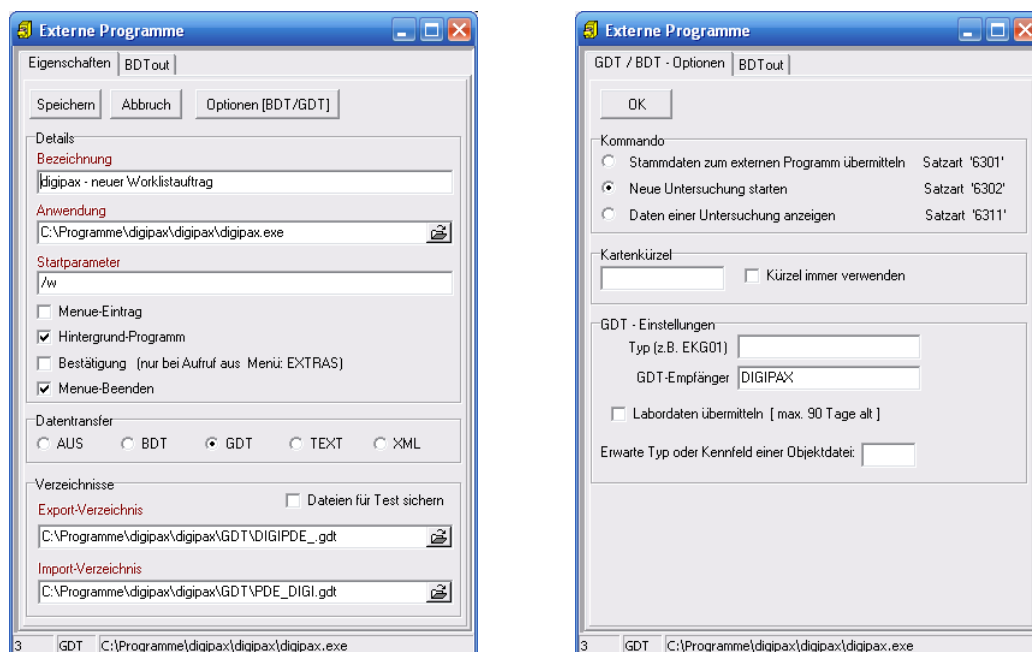 Externe Programme
Eigenschaften BDTout
Speichern Abbruch Optionen [BDT/GDT]
Details
Bezeichnung
digipax - neuer Worklistauftrag
Anwendung
C:\Programme\digipax\digipax\digipax.exe
Startparameter
/w
Menue-Eintrag
Hintergrund-Programm
Bestätigung (nur bei Aufruf aus Menü: EXTRAS)
Menue-Beenden
Datentransfer
AUS BDT GDT TEXT XML
Verzeichnisse
Dateien für Test sichern
Export-Verzeichnis
C:\Programme\digipax\digipax\GDT\DIGIPDE_.gdt
Import-Verzeichnis
C:\Programme\digipax\digipax\GDT\PDE_DIGI.gdt
3 GDT C:\Programme\digipax\digipax\digipax.exe
Externe Programme
GDT / BDT - Optionen BDTout
OK
Kommando
Stammdaten zum externen Programm übermitteln Satzart '6301'
Neue Untersuchung starten Satzart '6302'
Daten einer Untersuchung anzeigen Satzart '6311'
Kartenkürzel
Kürzel immer verwenden
GDT - Einstellungen
Typ (z.B. EKG01)
GDT-Empfänger DIGIPAX
Labordaten übermitteln [ max. 90 Tage alt ]
Erwarte Typ oder Kennfeld einer Objektdatei:
3 GDT C:\Programme\digipax\digipax\digipax.exe